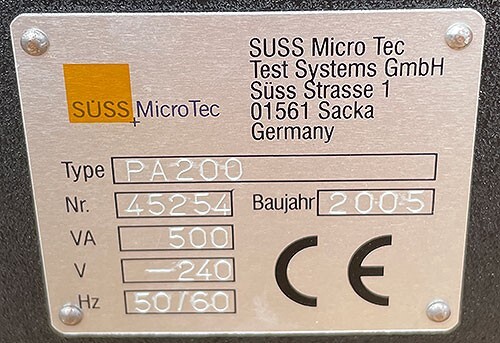 SÜSS MicroTec
SUSS Micro Tec
Test Systems GmbH
Süss Strasse 1
01561 Sacka
Germany
Type PA200
Nr. 45254 Baujahr 2005
VA 500
V -240
Hz 50/60
CE